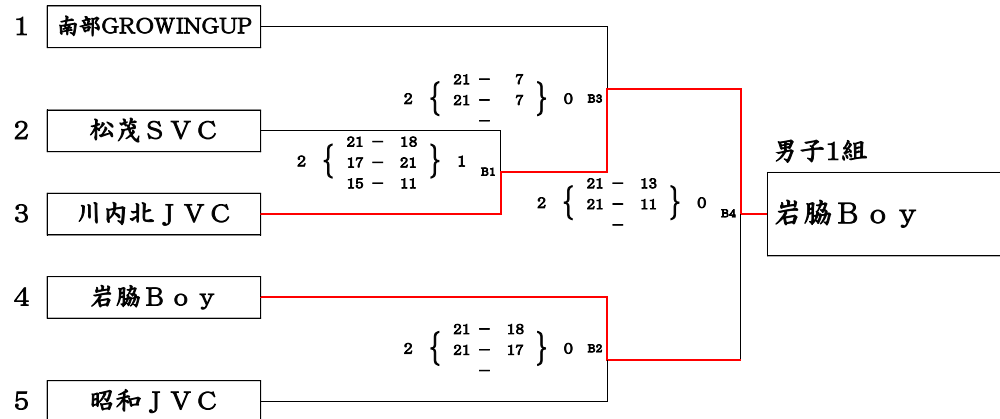 1 南部GROWINGUP
2 { 21 - 7 } 0 B3
21 - 7
-
2 松茂SVC
2 { 21 - 18 } 1 B1
17 - 21
15 - 11
男子1組
3 川内北JVC
2 { 21 - 13 } 0 B4
21 - 11
-
岩脇Boy
4 岩脇Boy
2 { 21 - 18 } 0 B2
21 - 17
-
5 昭和JVC